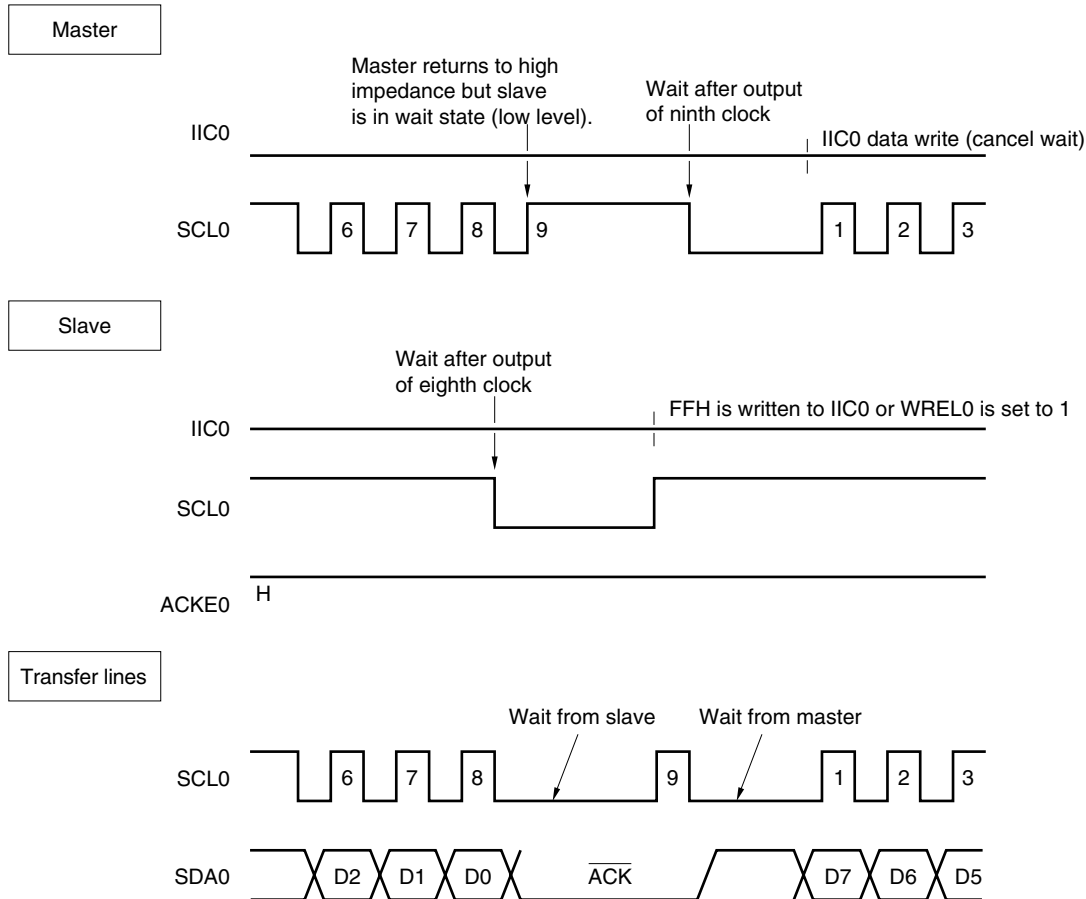 Master
Master returns to high
impedance but slave
is in wait state (low level).
Wait after output
of ninth clock
IIC0
IIC0 data write (cancel wait)
SCL0
6 7 8 9 1 2 3
Slave
Wait after output
of eighth clock
FFH is written to IIC0 or WREL0 is set to 1
IIC0
SCL0
H
ACKE0
Transfer lines
Wait from slave
Wait from master
SCL0
6 7 8 9 1 2 3
SDA0
D2 D1 D0 ACK D7 D6 D5